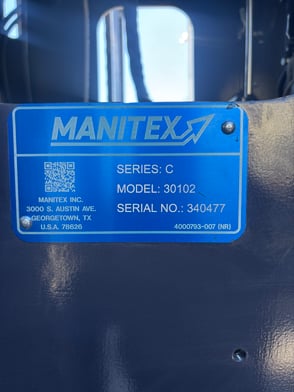 MANITEX
SERIES: C
MODEL: 30102
SERIAL NO.: 340477
MANITEX INC.
3000 S. AUSTIN AVE.
GEORGETOWN, TX
U.S.A. 78626
4000793-007 (NR)